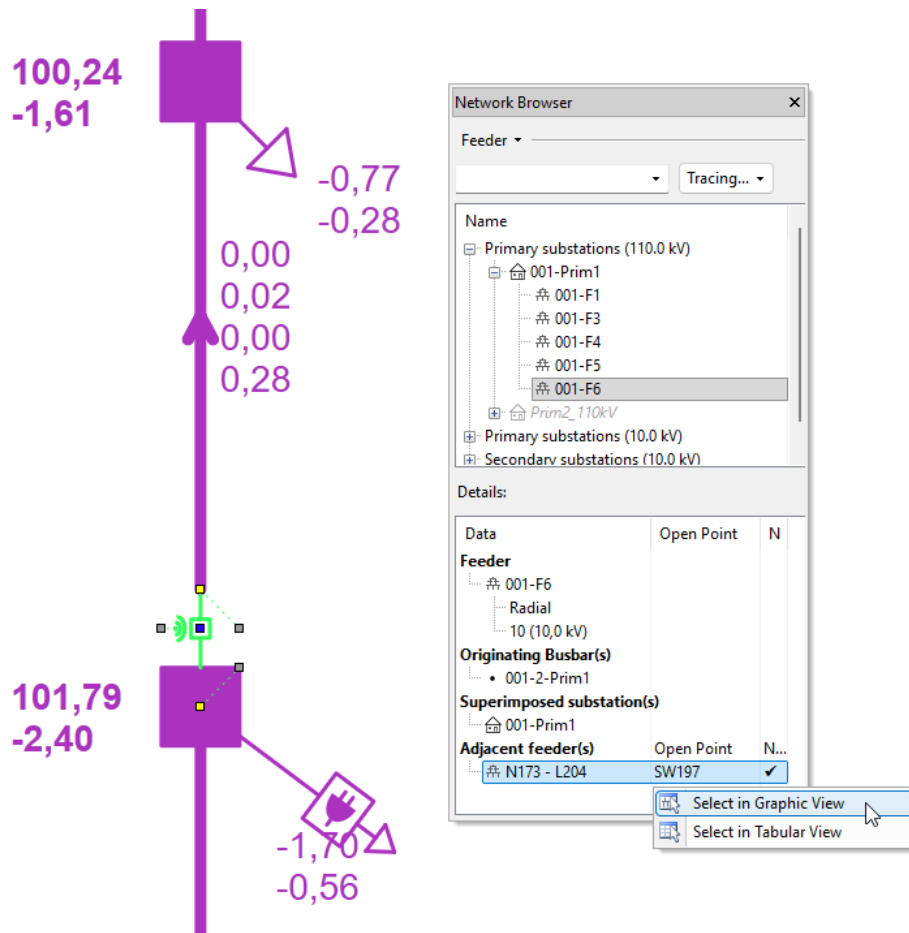 100,24
-1,61
-0,77
-0,28
0,00
0,02
0,00
0,28
101,79
-2,40
-1,70
-0,56
Network Browser
Feeder
Tracing...
Name
Primary substations (110.0 kV)
001-Prim1
001-F1
001-F3
001-F4
001-F5
001-F6
Prim2_110kV
Primary substations (10.0 kV)
Secondary substations (10.0 kV)
Details:
Data Open Point N
Feeder
001-F6
Radial
10 (10,0 kV)
Originating Busbar(s)
001-2-Prim1
Superimposed substation(s)
001-Prim1
Adjacent feeder(s) Open Point N...
N173 - L204 SW197 ✔
Select in Graphic View
Select in Tabular View